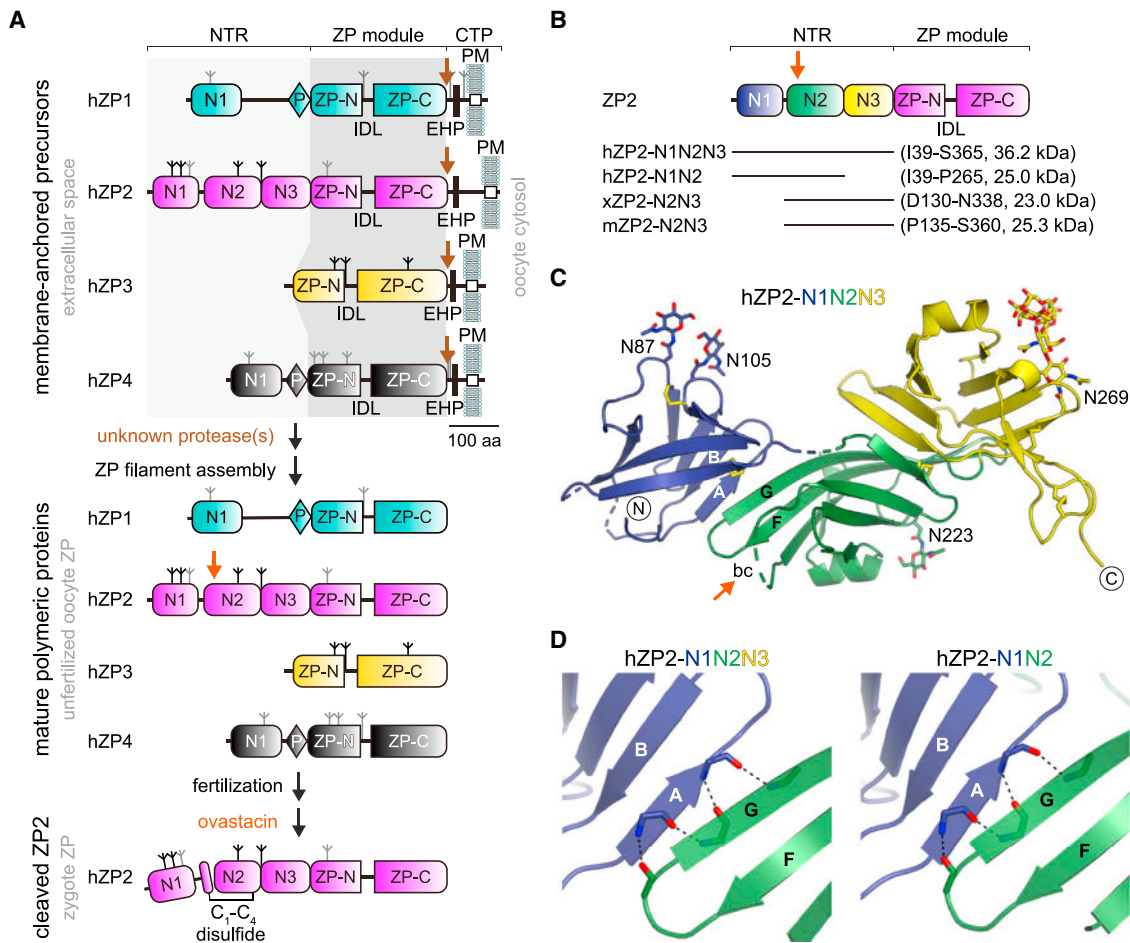 A
NTR
ZP module
CTP
membrane-anchored precursors
extracellular space
oocyte cytosol
PM
hZP1
N1
P
ZP-N
ZP-C
IDL
EHP
PM
hZP2
N1
N2
N3
ZP-N
ZP-C
IDL
EHP
PM
hZP3
ZP-N
ZP-C
IDL
EHP
PM
hZP4
N1
P
ZP-N
ZP-C
IDL
EHP
100 aa
unknown protease(s)
ZP filament assembly
mature polymeric proteins
unfertilized oocyte ZP
hZP1
N1
P
ZP-N
ZP-C
hZP2
N1
N2
N3
ZP-N
ZP-C
hZP3
ZP-N
ZP-C
hZP4
N1
P
ZP-N
ZP-C
fertilization
ovastacin
cleaved ZP2
zygote ZP
hZP2
N1
N2
N3
ZP-N
ZP-C
C1-C4
disulfide
B
NTR
ZP module
ZP2
N1
N2
N3
ZP-N
ZP-C
IDL
hZP2-N1N2N3
(I39-S365, 36.2 kDa)
hZP2-N1N2
(I39-P265, 25.0 kDa)
xZP2-N2N3
(D130-N338, 23.0 kDa)
mZP2-N2N3
(P135-S360, 25.3 kDa)
C
hZP2-N1N2N3
N87
N105
N269
B
A
N
G
F
N223
bc
C
D
hZP2-N1N2N3
B
A
G
F
hZP2-N1N2
B
A
G
F